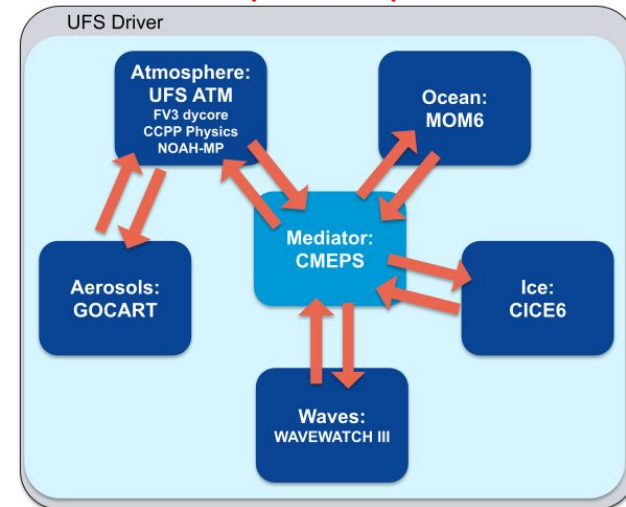 UFS Driver
Atmosphere:
UFS ATM
FV3 dycore
CCPP Physics
NOAH-MP
Ocean:
MOM6
Mediator:
CMEPS
Aerosols:
GOCART
Ice:
CICE6
Waves:
WAVEWATCH III